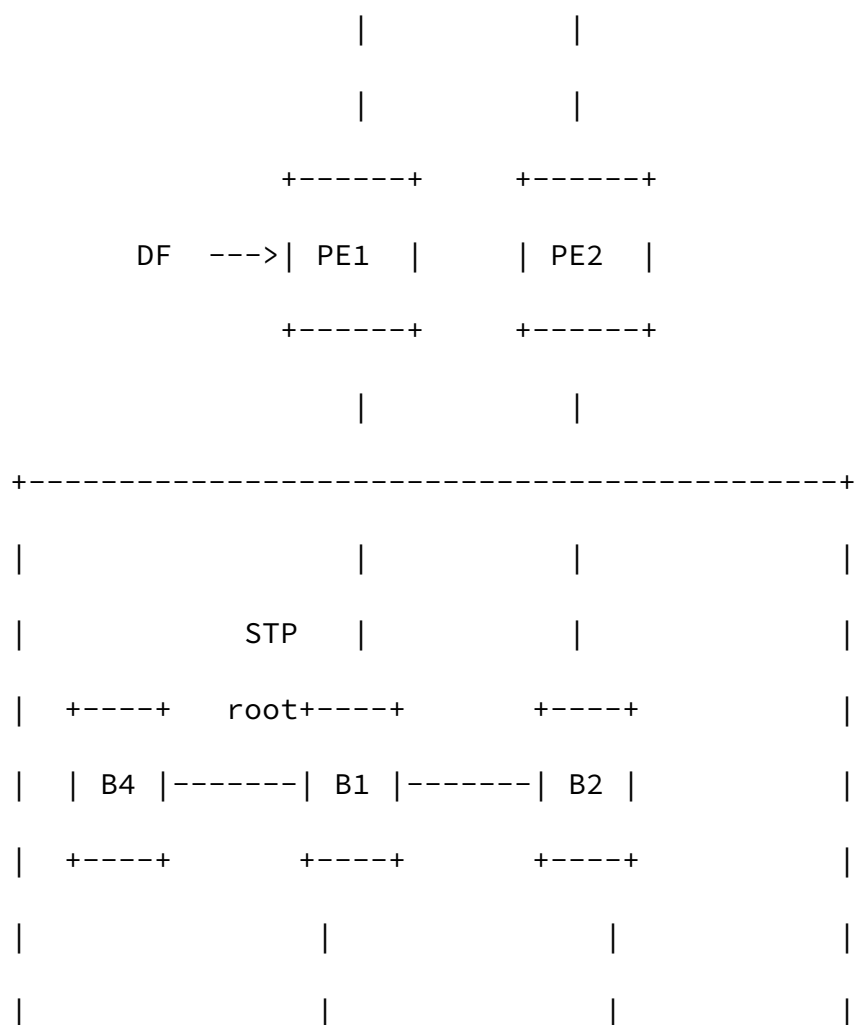 |           |
                    |           |
                +------+     +------+
       DF  --->| PE1  |     | PE2  |
                +------+     +------+
                    |           |
+---------------------------------------------+
|                   |           |              |
|            STP    |           |              |
|  +----+   root+----+       +----+           |
|  | B4 |-------| B1 |-------| B2 |           |
|  +----+       +----+       +----+           |
|                |               |            |
|                |               |            |